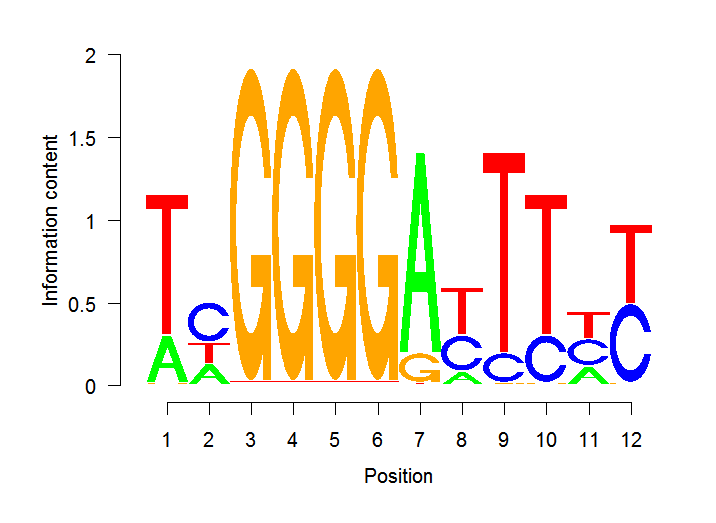 Information content
2
1.5
1
0.5
0
T C G G G G A T T T T T
A T G C C C C C
A A A
1 2 3 4 5 6 7 8 9 10 11 12
Position